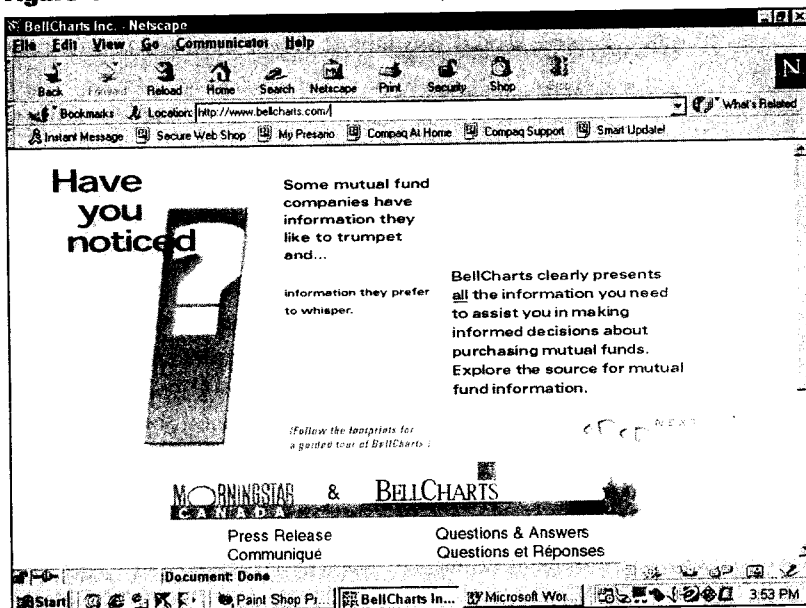 BellCharts Inc. - Netscape
File Edit View Go Communicator Help
Back Forward Reload Home Search Netscape Print Security Shop
N
Bookmarks Location: http://www.bellcharts.com/ What's Related
Instant Message Secure Web Shop My Presario Compaq At Home Compaq Support Smart Update!
Have
you
noticed
?
Some mutual fund
companies have
information they
like to trumpet
and...
information they prefer
to whisper.
BellCharts clearly presents
all the information you need
to assist you in making
informed decisions about
purchasing mutual funds.
Explore the source for mutual
fund information.
(Follow the footprints for
a guided tour of BellCharts.)
NEXT
MORNINGSTAR & BELLCHARTS
CANADA
Press Release Questions & Answers
Communiqué Questions et Réponses
Document: Done
Start Paint Shop Pr... BellCharts In... Microsoft Wor... 3:53 PM